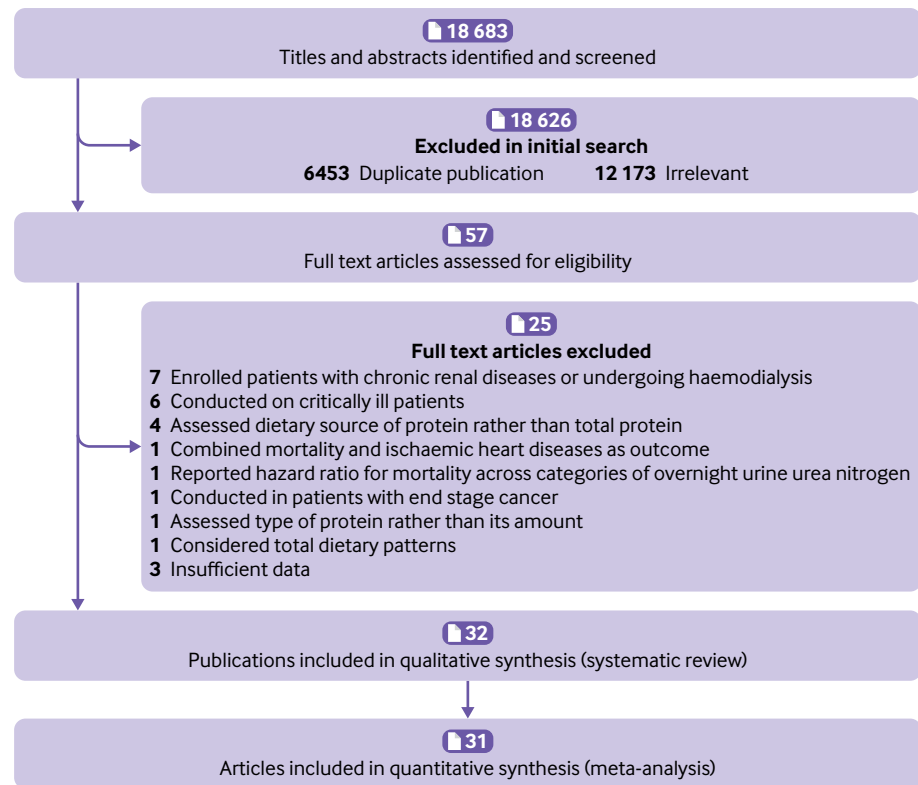 18 683
Titles and abstracts identified and screened
18 626
Excluded in initial search
6453 Duplicate publication 12 173 Irrelevant
57
Full text articles assessed for eligibility
25
Full text articles excluded
7 Enrolled patients with chronic renal diseases or undergoing haemodialysis
6 Conducted on critically ill patients
4 Assessed dietary source of protein rather than total protein
1 Combined mortality and ischaemic heart diseases as outcome
1 Reported hazard ratio for mortality across categories of overnight urine urea nitrogen
1 Conducted in patients with end stage cancer
1 Assessed type of protein rather than its amount
1 Considered total dietary patterns
3 Insufficient data
32
Publications included in qualitative synthesis (systematic review)
31
Articles included in quantitative synthesis (meta-analysis)